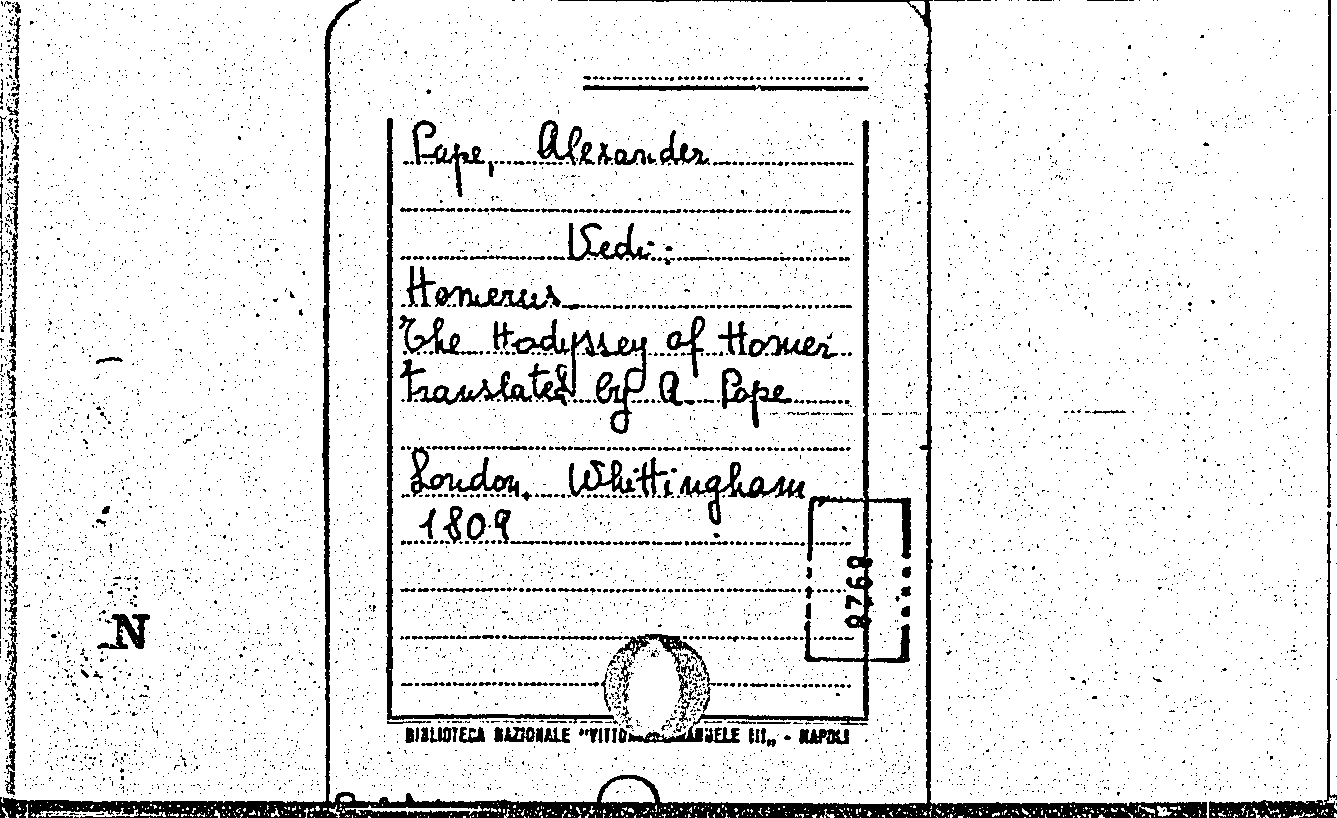 Pope, Alexander
Vedi:
Homerus
The Hodyssey of Homer
translated by A. Pope
London, Whittingham
1809
8768
N
BIBLIOTECA NAZIONALE "VITTORIO EMANUELE III„ - NAPOLI